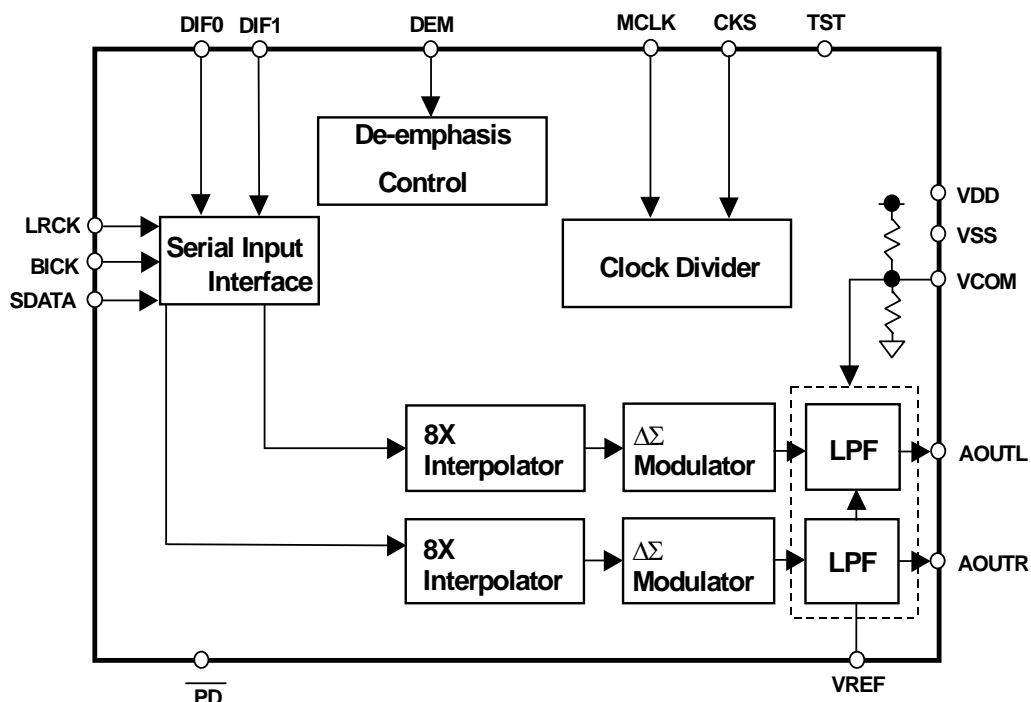 DIF0 DIF1 DEM MCLK CKS TST
De-emphasis
Control
LRCK
BICK
SDATA
Serial Input
Interface
Clock Divider
VDD
VSS
VCOM
8X
Interpolator
ΔΣ
Modulator
LPF
AOUTL
8X
Interpolator
ΔΣ
Modulator
LPF
AOUTR
PD
VREF